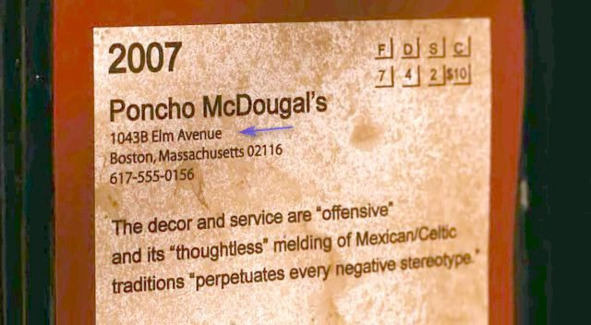 2007
F D S C
7 4 2 $10
Poncho McDougal's
1043B Elm Avenue
Boston, Massachusetts 02116
617-555-0156
The decor and service are "offensive"
and its "thoughtless" melding of Mexican/Celtic
traditions "perpetuates every negative stereotype."